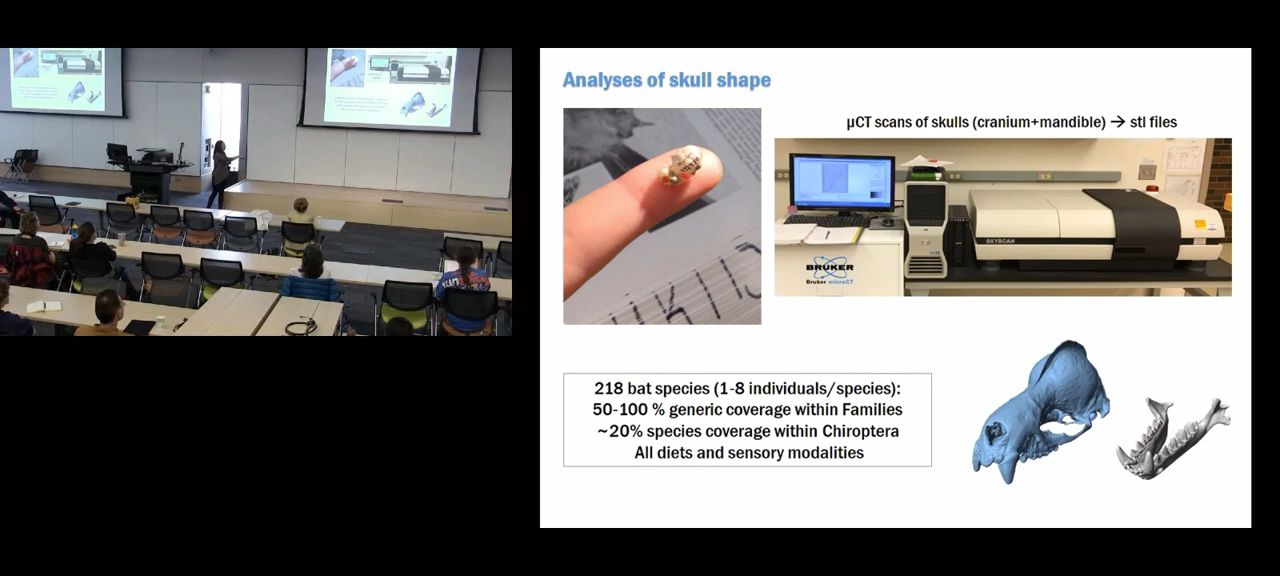 Analyses of skull shape
µCT scans of skulls (cranium+mandible) → stl files
SKYSCAN
BRUKER
Bruker microCT
218 bat species (1-8 individuals/species):
50-100 % generic coverage within Families
~20% species coverage within Chiroptera
All diets and sensory modalities